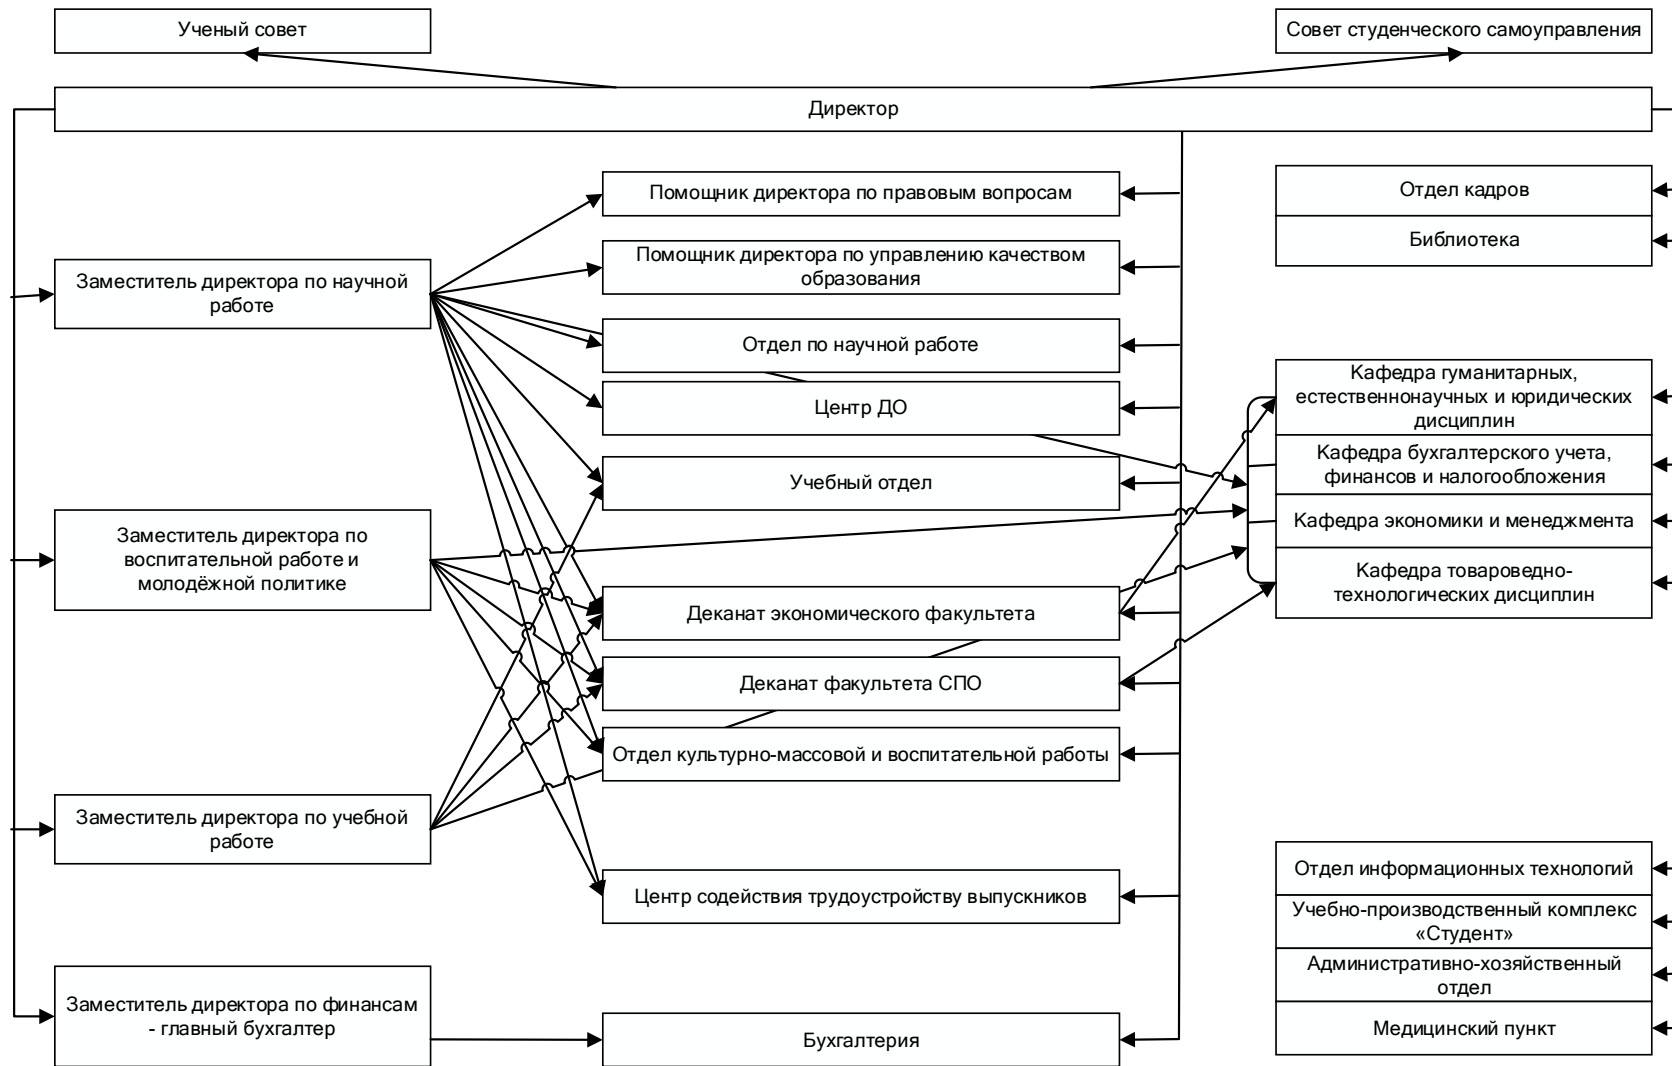 Ученый совет
Совет студенческого самоуправления
Директор
Помощник директора по правовым вопросам
Отдел кадров
Библиотека
Помощник директора по управлению качеством
образования
Заместитель директора по научной
работе
Отдел по научной работе
Центр ДО
Кафедра гуманитарных,
естественнонаучных и юридических
дисциплин
Кафедра бухгалтерского учета,
финансов и налогообложения
Учебный отдел
Кафедра экономики и менеджмента
Заместитель директора по
воспитательной работе и
молодёжной политике
Кафедра товароведно-
технологических дисциплин
Деканат экономического факультета
Деканат факультета СПО
Отдел культурно-массовой и воспитательной работы
Заместитель директора по учебной
работе
Центр содействия трудоустройству выпускников
Отдел информационных технологий
Учебно-производственный комплекс
«Студент»
Административно-хозяйственный
отдел
Медицинский пункт
Заместитель директора по финансам
- главный бухгалтер
Бухгалтерия